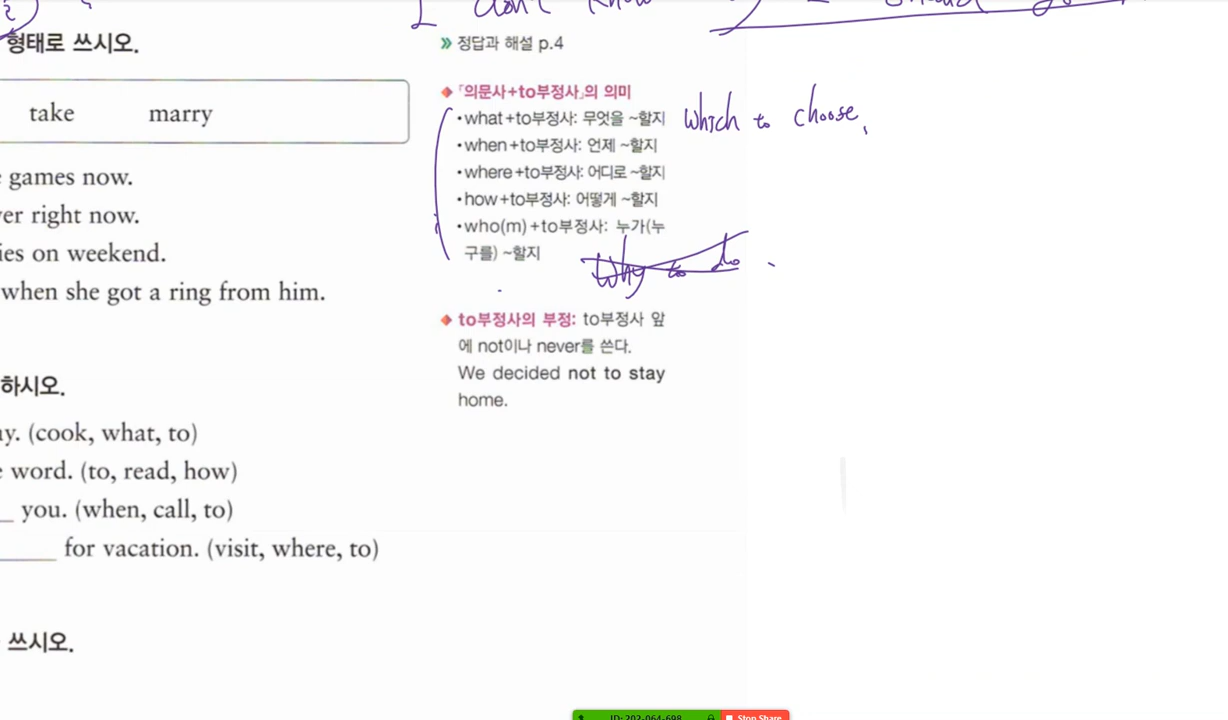 I don't know I should go
형태로 쓰시오.
take marry
games now.
right now.
on weekend.
when she got a ring from him.
하시오.
(cook, what, to)
word. (to, read, how)
you. (when, call, to)
for vacation. (visit, where, to)
쓰시오.
» 정답과 해설 p.4
◆ 「의문사+to부정사」의 의미
•what+to부정사: 무엇을 ~할지 which to choose,
•when+to부정사: 언제 ~할지
•where+to부정사: 어디로 ~할지
•how+to부정사: 어떻게 ~할지
•who(m)+to부정사: 누가(누
구를) ~할지
Why to do.
◆ to부정사의 부정: to부정사 앞
에 not이나 never를 쓴다.
We decided not to stay
home.
ID: 202-064-698 Stop Share